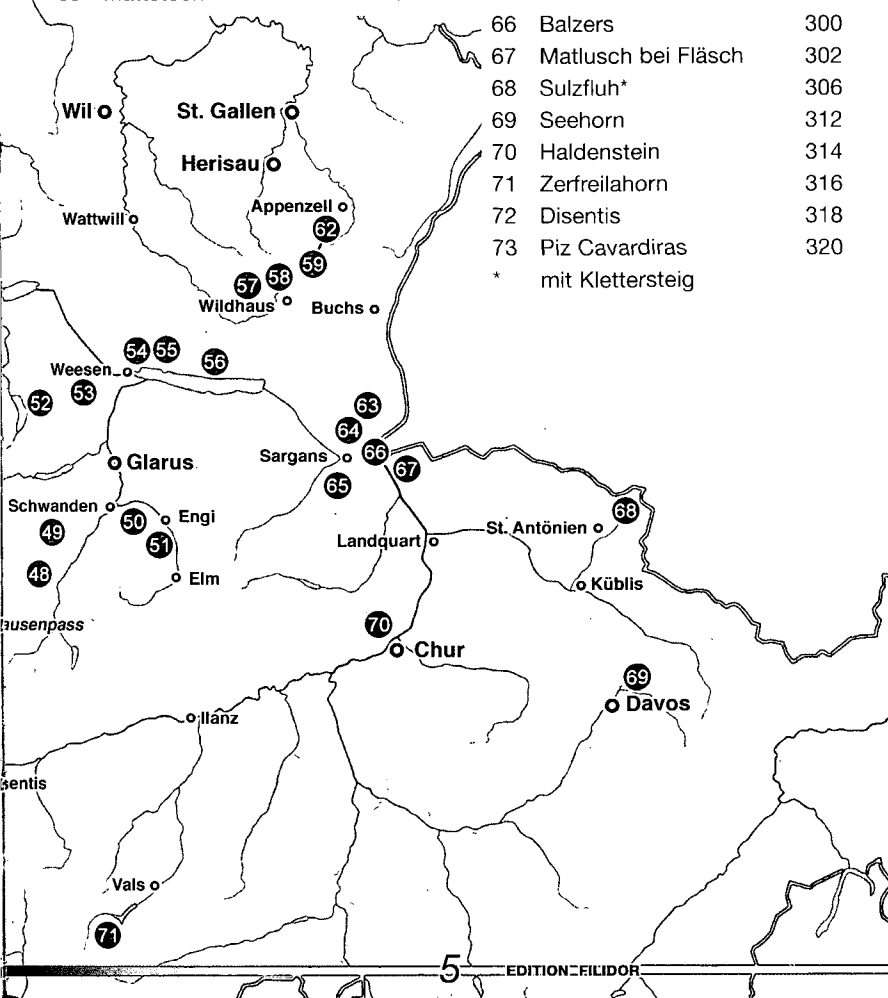 66 Balzers 300
67 Matlusch bei Fläsch 302
68 Sulzfluh* 306
69 Seehorn 312
70 Haldenstein 314
71 Zerfreilahorn 316
72 Disentis 318
73 Piz Cavardiras 320
* mit Klettersteig
Wil
St. Gallen
Herisau
Appenzell
Wattwill
62
59
58
57
Wildhaus
Buchs
54
55
56
Weesen
53
52
63
64
66
Sargans
67
65
Glarus
Schwanden
50
Engi
49
51
48
Elm
68
St. Antönien
Landquart
Küblis
ausenpass
70
Chur
69
Davos
Ilanz
sentis
Vals
71
5 EDITION FILIDOR